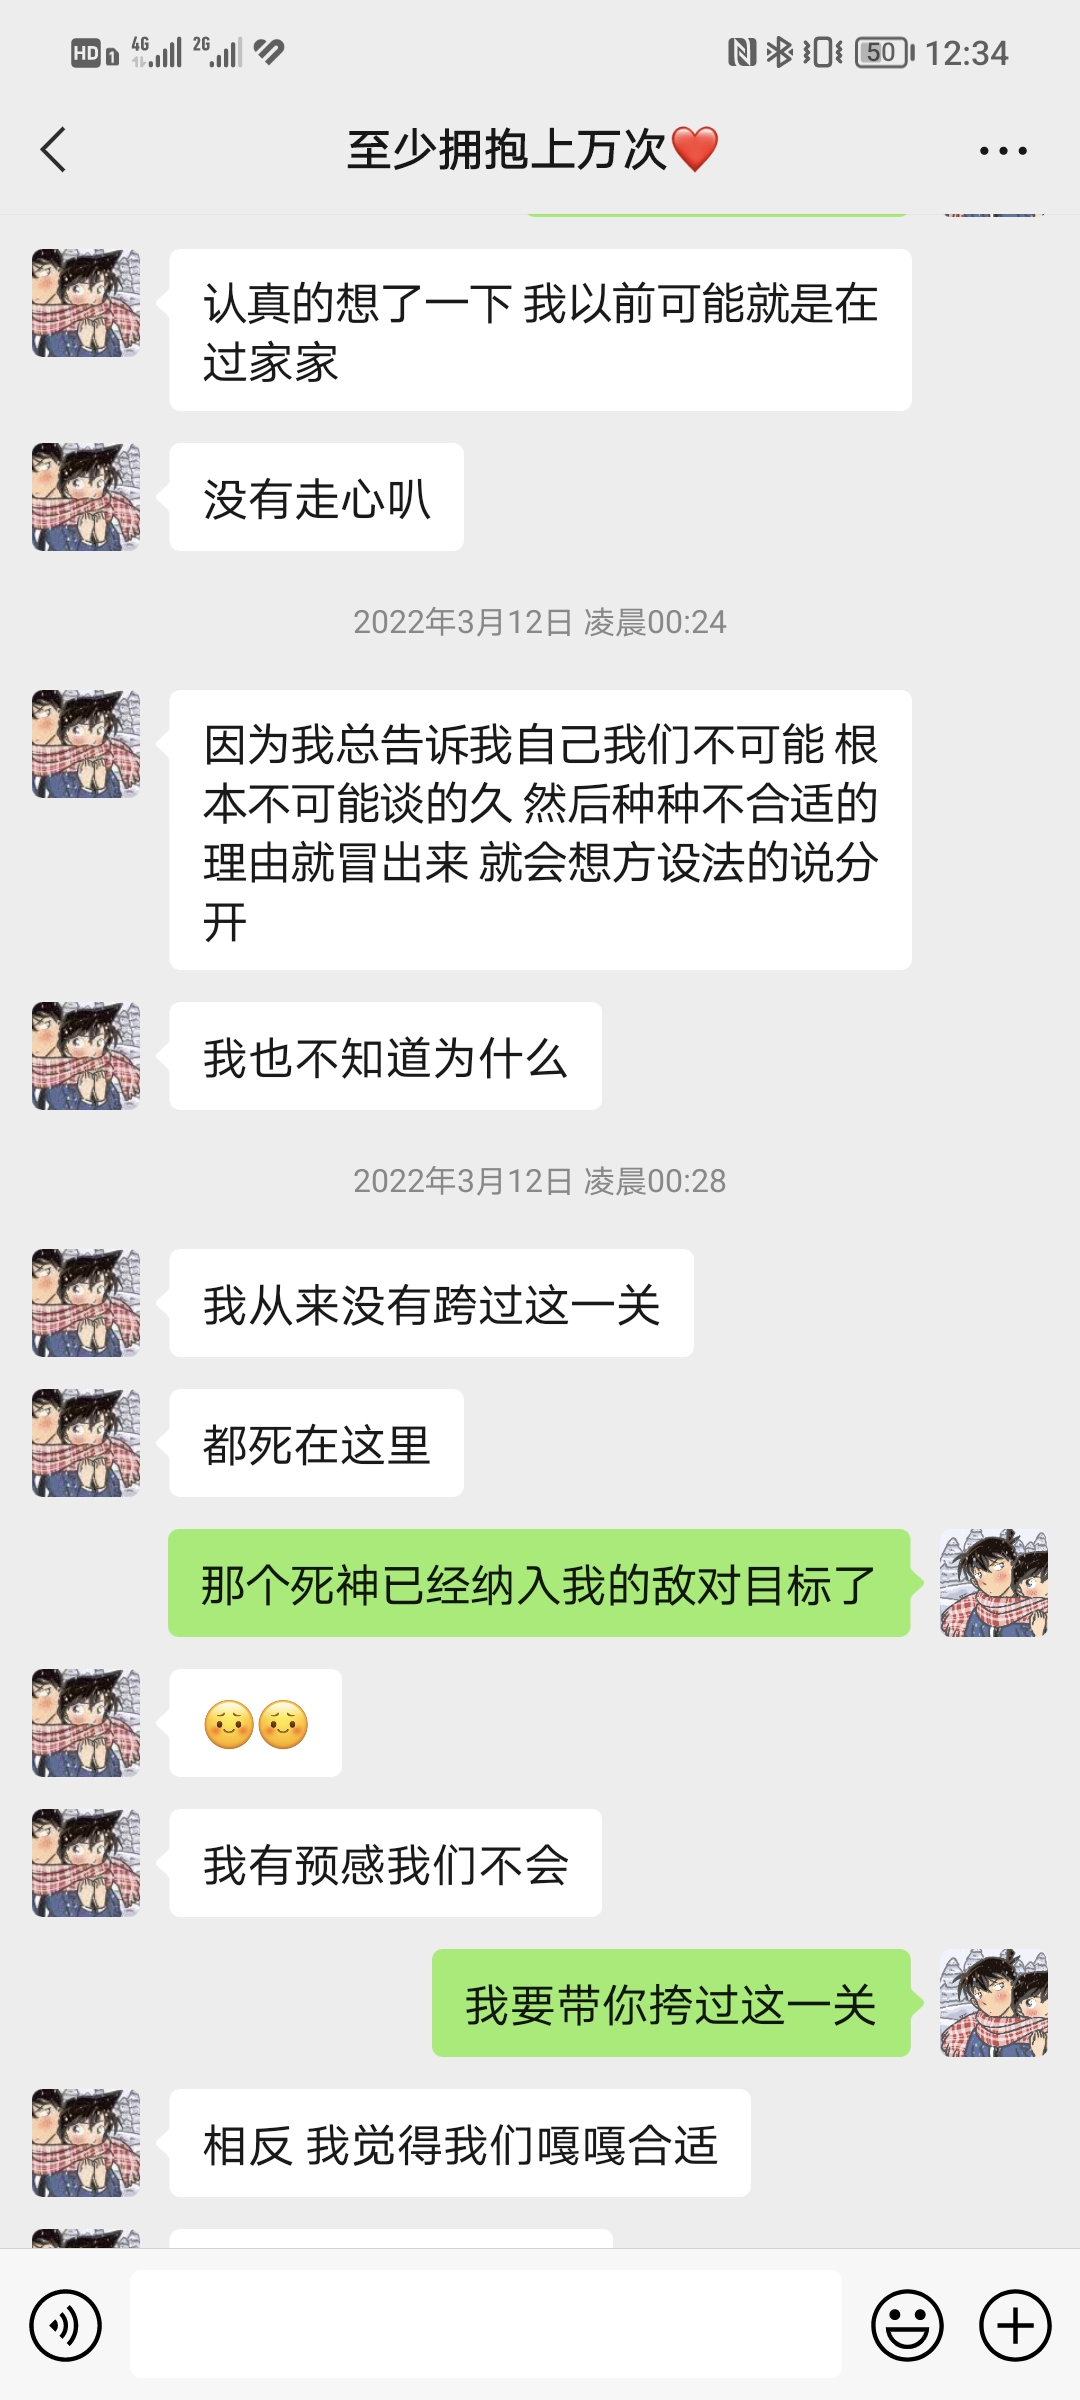 HD 1 4G 2G 50 12:34
至少拥抱上万次❤️
认真的想了一下 我以前可能就是在
过家家
没有走心叭
2022年3月12日 凌晨00:24
因为我总告诉我自己我们不可能 根
本不可能谈的久 然后种种不合适的
理由就冒出来 就会想方设法的说分
开
我也不知道为什么
2022年3月12日 凌晨00:28
我从来没有跨过这一关
都死在这里
那个死神已经纳入我的敌对目标了
我有预感我们不会
我要带你挎过这一关
相反 我觉得我们嘎嘎合适